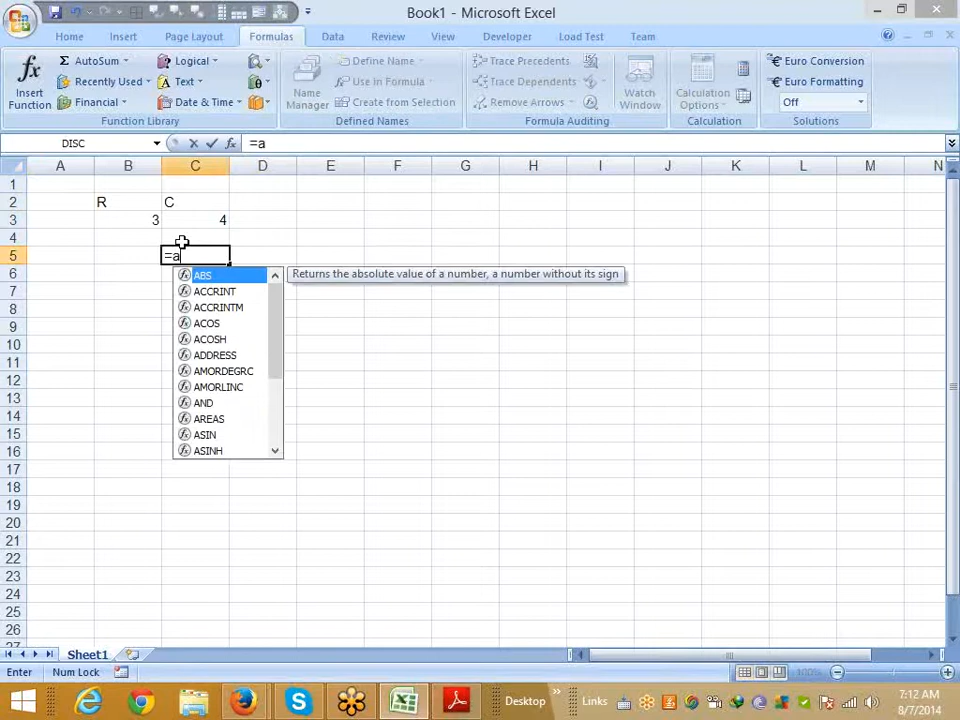 Book1 - Microsoft Excel
Home Insert Page Layout Formulas Data Review View Developer Load Test Team
fx Insert Function
Σ AutoSum
Recently Used
Financial
Logical
Text
Date & Time
θ
Function Library
Name Manager
Define Name
Use in Formula
Create from Selection
Defined Names
Trace Precedents
Trace Dependents
Remove Arrows
fx
Watch Window
Formula Auditing
Calculation Options
Calculation
Euro Conversion
Euro Formatting
Off
Solutions
DISC fx =a
A B C D E F G H I J K L M N
1
2 R C
3 3 4
4
5 =a
6 ABS Returns the absolute value of a number, a number without its sign
7 ACCRINT
8 ACCRINTM
9 ACOS
10 ACOSH
11 ADDRESS
12 AMORDEGRC
13 AMORLINC
14 AND
15 AREAS
16 ASIN
17 ASINH
18
19
20
21
22
23
24
25
26
27
Sheet1
Enter Num Lock 100%
Desktop » Links 7:12 AM
8/7/2014